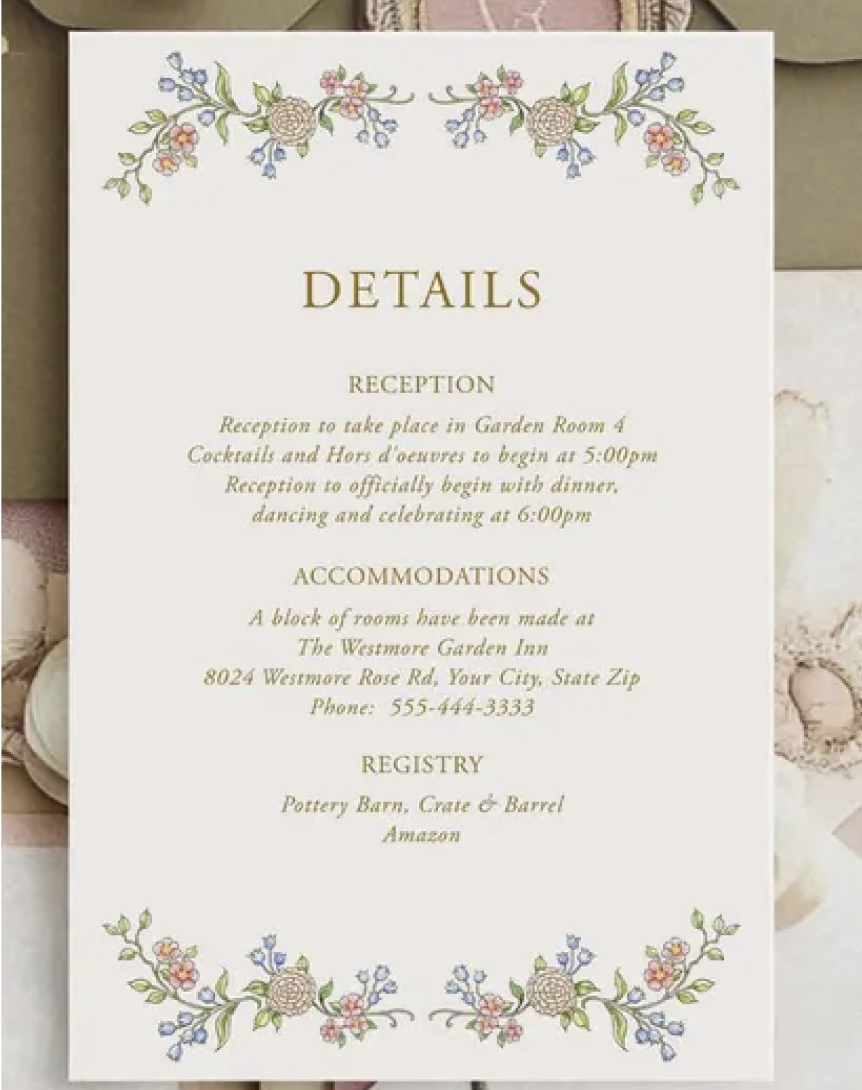 DETAILS
RECEPTION
Reception to take place in Garden Room 4
Cocktails and Hors d'oeuvres to begin at 5:00pm
Reception to officially begin with dinner,
dancing and celebrating at 6:00pm
ACCOMMODATIONS
A block of rooms have been made at
The Westmore Garden Inn
8024 Westmore Rose Rd, Your City, State Zip
Phone: 555-444-3333
REGISTRY
Pottery Barn, Crate & Barrel
Amazon